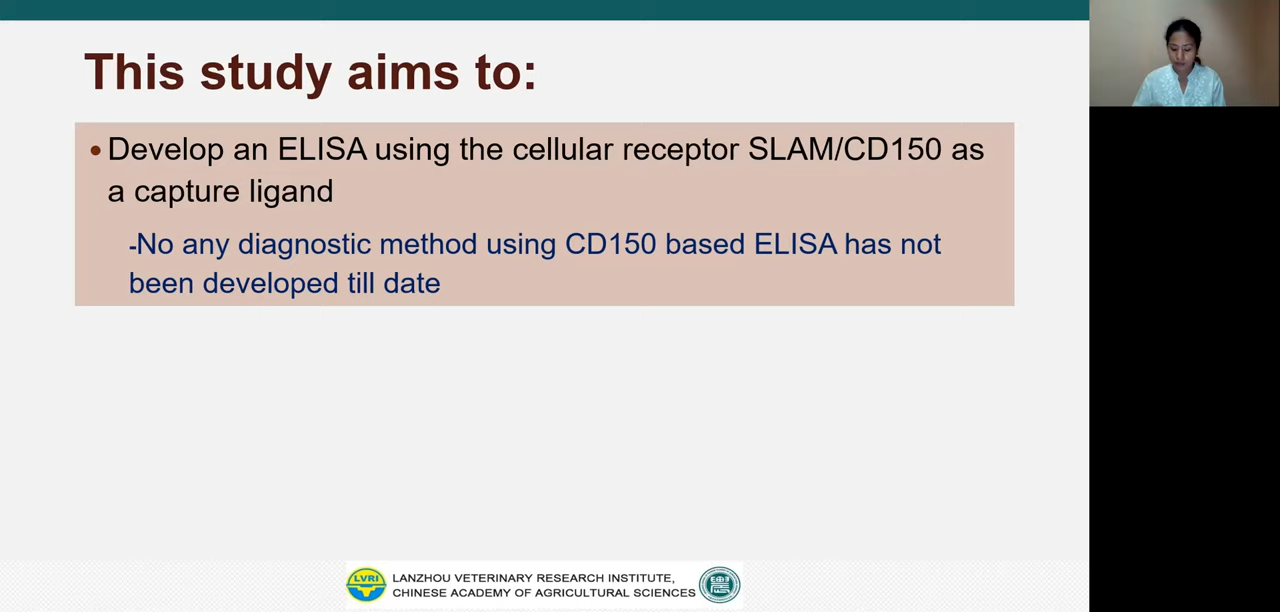 This study aims to:
• Develop an ELISA using the cellular receptor SLAM/CD150 as
a capture ligand
-No any diagnostic method using CD150 based ELISA has not
been developed till date
LVRI
LANZHOU VETERINARY RESEARCH INSTITUTE,
CHINESE ACADEMY OF AGRICULTURAL SCIENCES